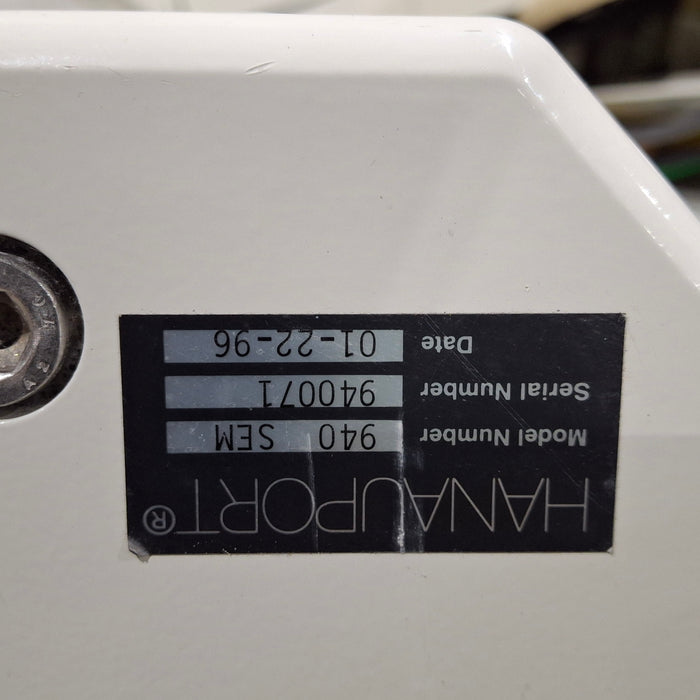 HANAUPORT®
Model Number 940 SEM
Serial Number 940071
Date 01-22-96